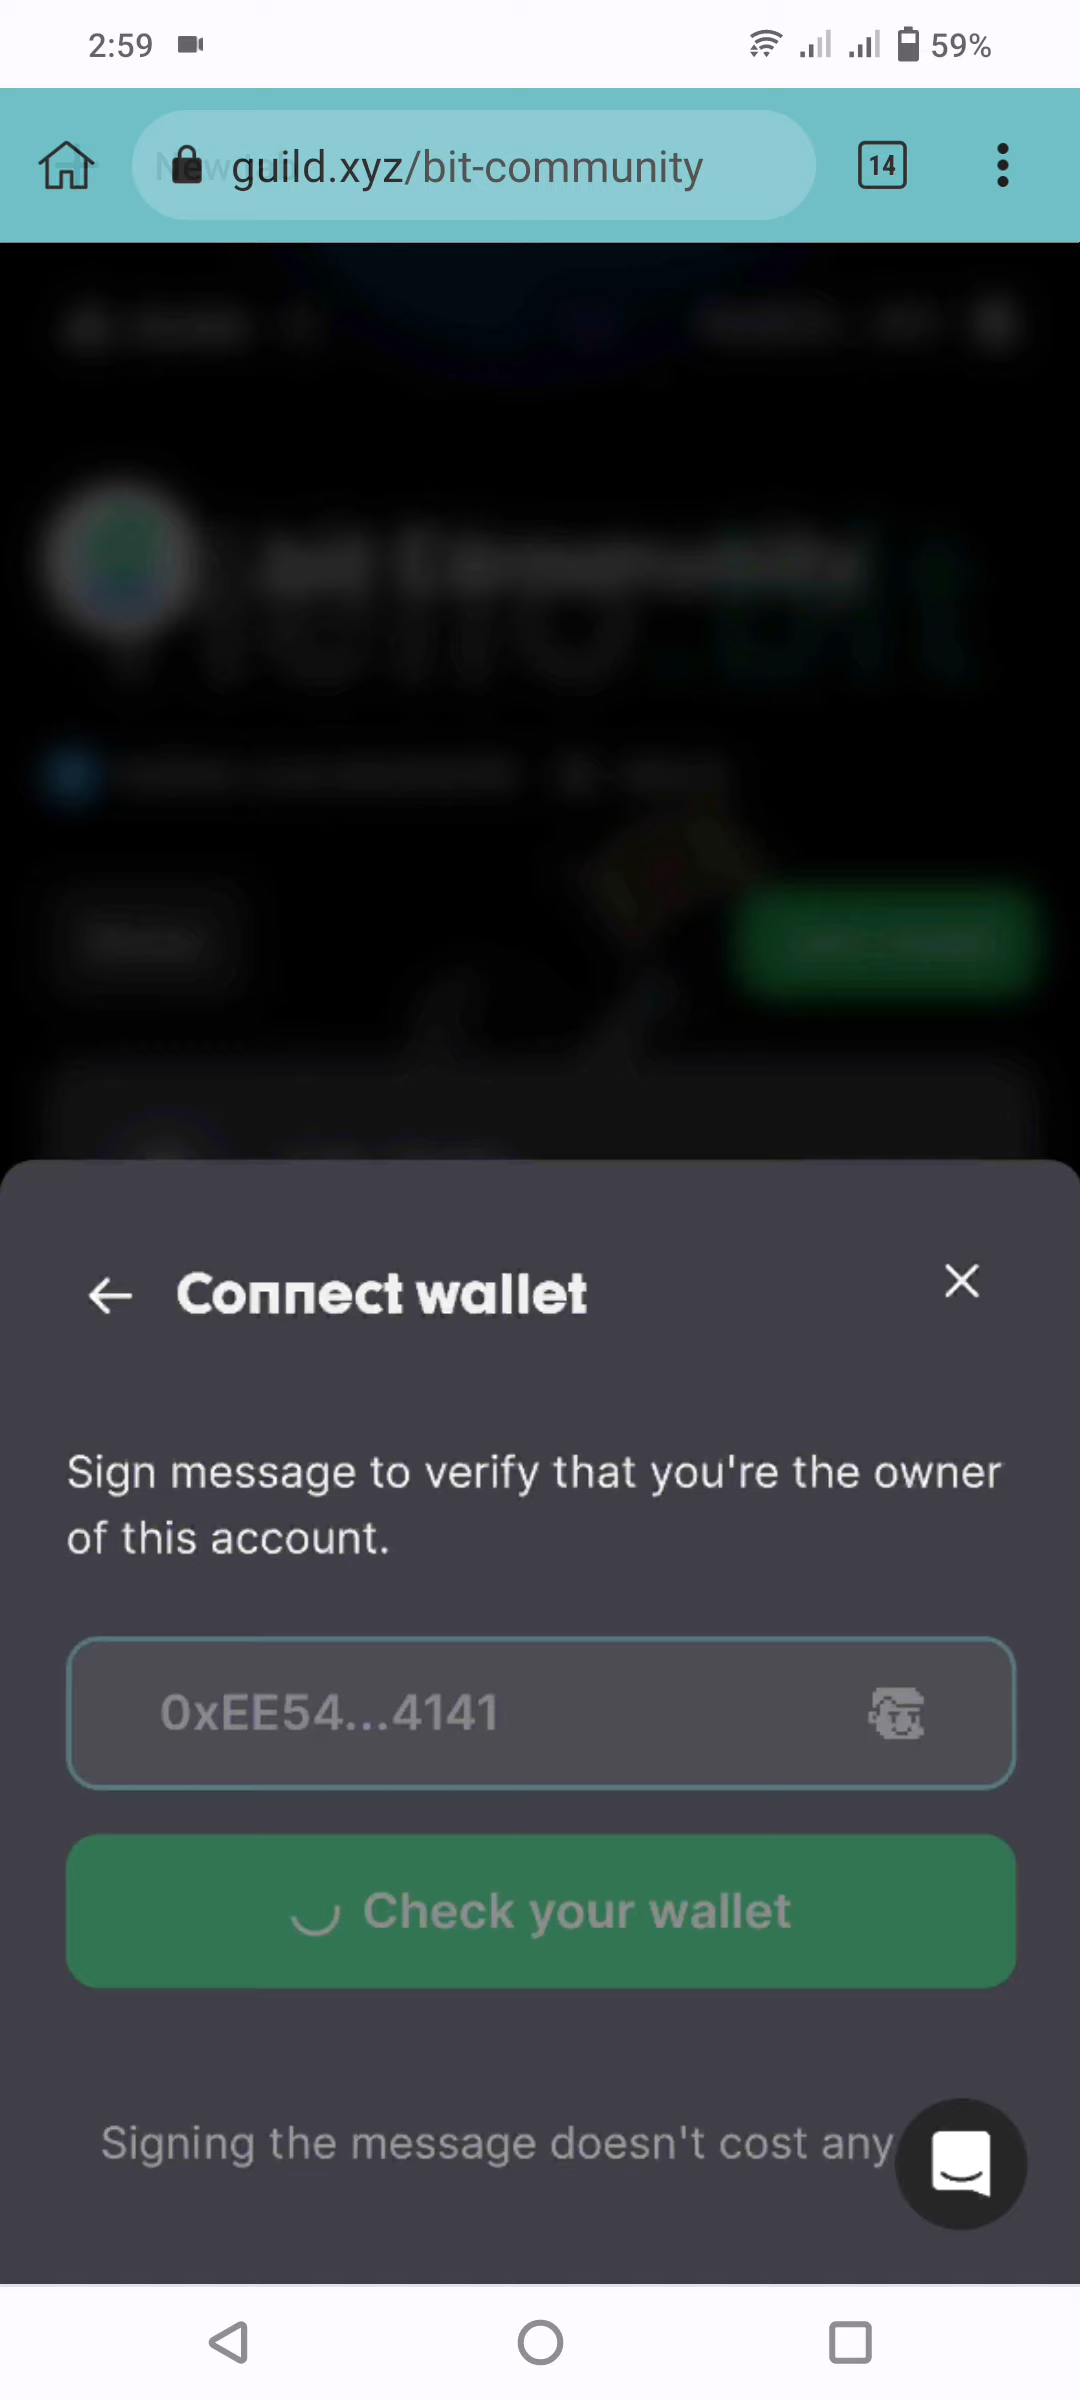 2:59
59%
guild.xyz/bit-community
14
Connect wallet
Sign message to verify that you're the owner
of this account.
0xEE54...4141
Check your wallet
Signing the message doesn't cost any